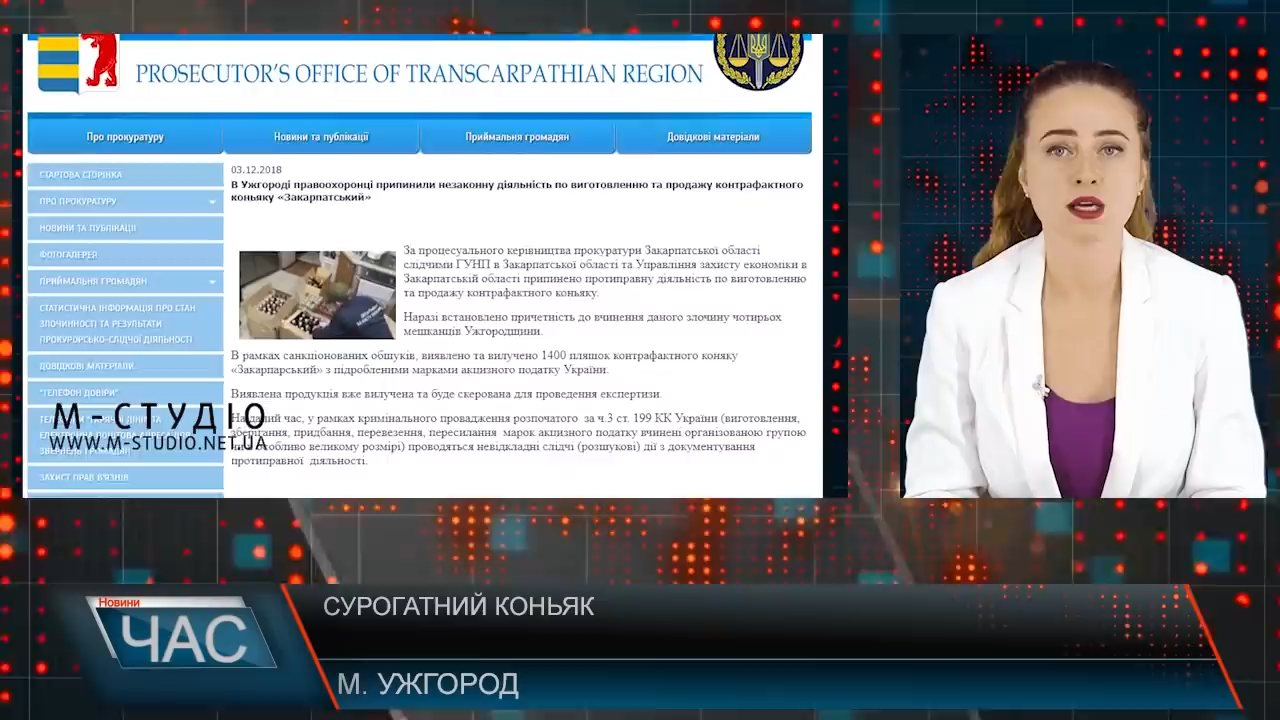 PROSECUTOR'S OFFICE OF TRANSCARPATHIAN REGION
Про прокуратуру
Новини та публікації
Приймальня громадян
Довідкові матеріали
СТАРТОВА СТОРІНКА
ПРО ПРОКУРАТУРУ
НОВИНИ ТА ПУБЛІКАЦІЇ
ФОТОГАЛЕРЕЯ
ПРИЙМАЛЬНЯ ГРОМАДЯН
СТАТИСТИЧНА ІНФОРМАЦІЯ ПРО СТАН
ЗЛОЧИННОСТІ ТА РЕЗУЛЬТАТИ
ПРОКУРОРСЬКО-СЛІДЧОЇ ДІЯЛЬНОСТІ
ДОВІДКОВІ МАТЕРІАЛИ.
"ТЕЛЕФОН ДОВІРИ"
ЗАХИСТ ПРАВ В'ЯЗНІВ
М-СТУДІО
WWW.M-STUDIO.NET.UA
03.12.2018
В Ужгороді правоохоронці припинили незаконну діяльність по виготовленню та продажу контрафактного
коньяку «Закарпатський»
За процесуального керівництва прокуратури Закарпатської області
слідчими ГУНП в Закарпатської області та Управління захисту економіки в
Закарпатській області припинено протиправну діяльність по виготовленню
та продажу контрафактного коньяку.
Наразі встановлено причетність до вчинення даного злочину чотирьох
мешканців Ужгородщини.
В рамках санкціонованих обшуків, виявлено та вилучено 1400 пляшок контрафактного коняку
«Закарпарський» з підробленими марками акцизного податку України.
Виявлена продукція вже вилучена та буде скерована для проведення експертизи.
На даний час, у рамках кримінального провадження розпочатого за ч.3 ст. 199 КК України (виготовлення,
зберігання, придбання, перевезення, пересилання марок акцизного податку вчинені організованою групою
особливо великому розмірі) проводяться невідкладні слідчі (розшукові) дії з документування
протиправної діяльності.
Новини
ЧАС
СУРОГАТНИЙ КОНЬЯК
М. УЖГОРОД